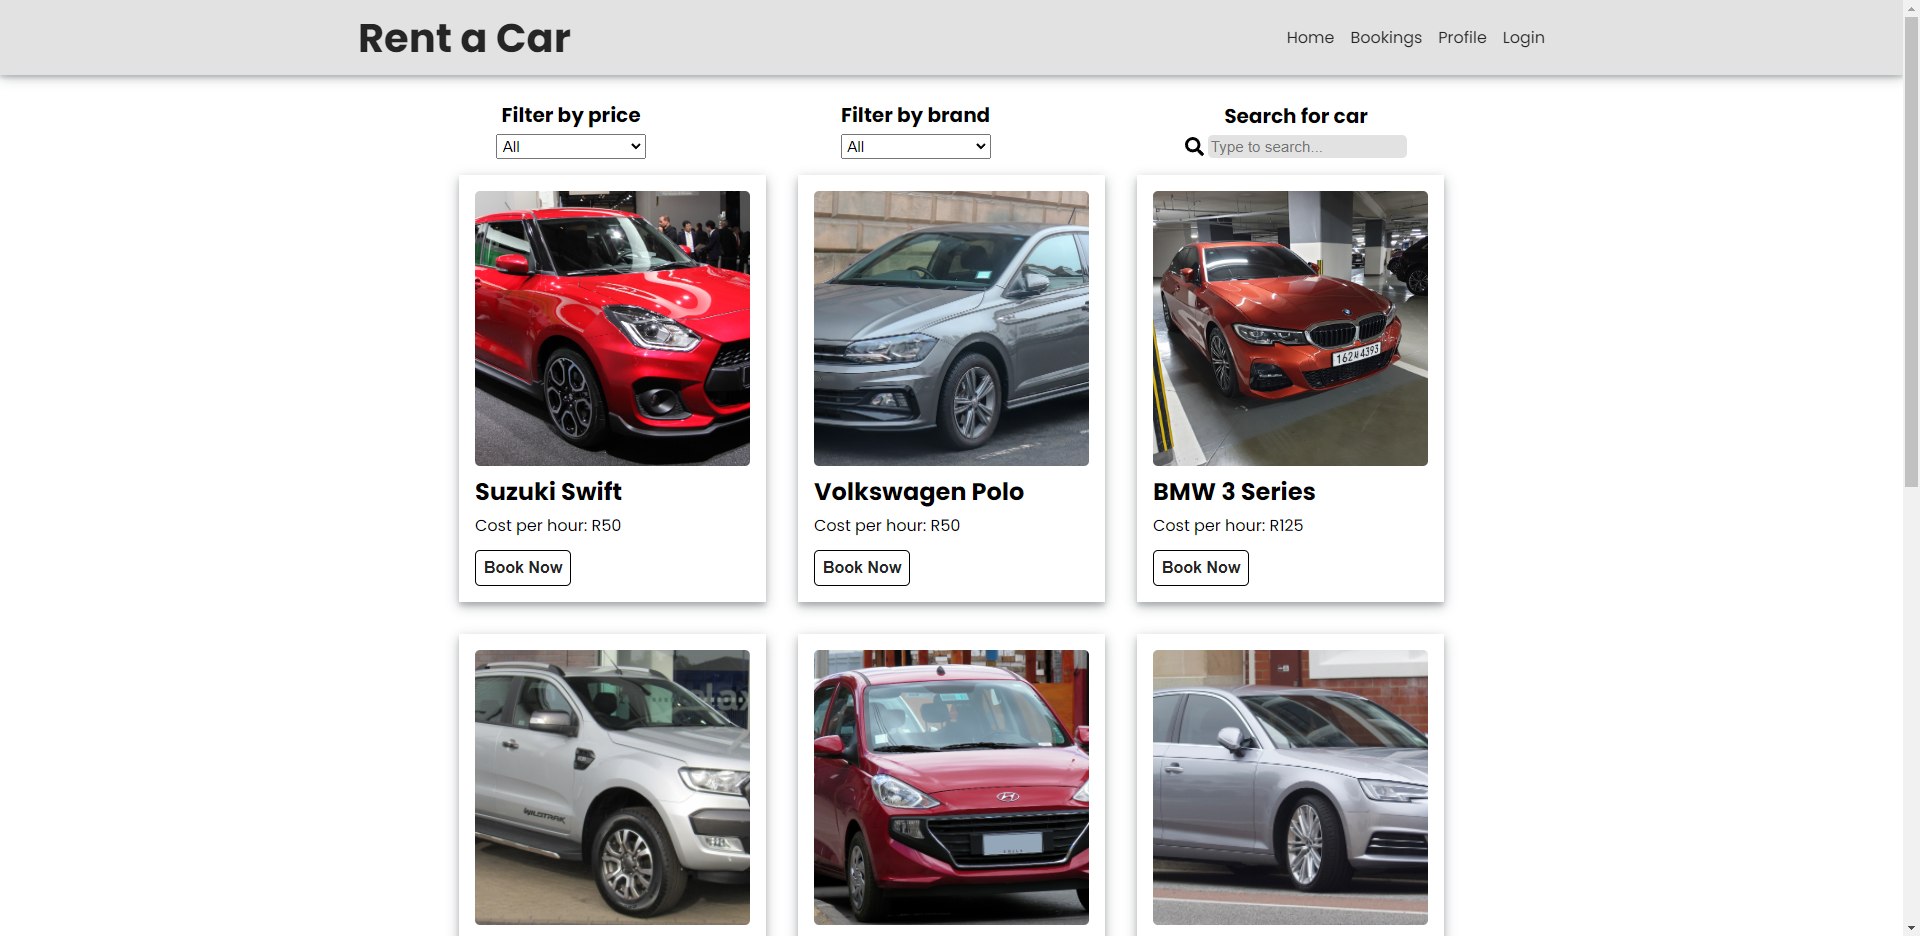 Rent a Car
Home Bookings Profile Login
Filter by price
All
Filter by brand
All
Search for car
Type to search...
162 4393
Suzuki Swift
Cost per hour: R50
Book Now
Volkswagen Polo
Cost per hour: R50
Book Now
BMW 3 Series
Cost per hour: R125
Book Now
WILDTRAK